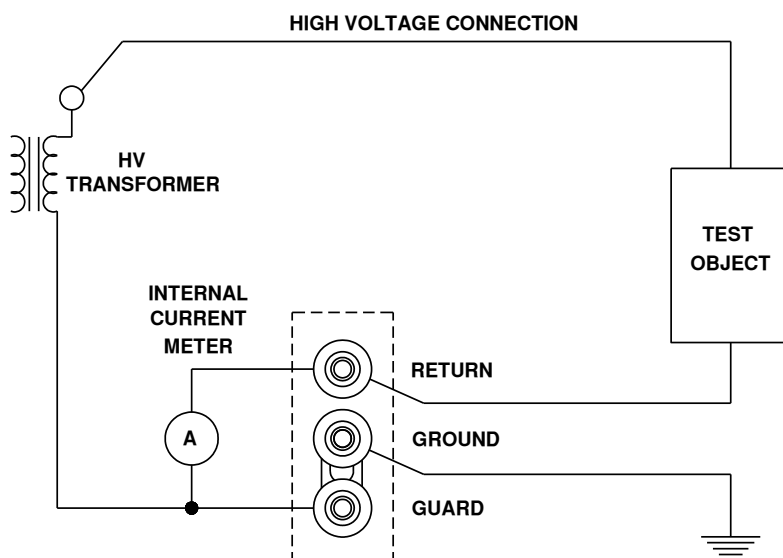 HIGH VOLTAGE CONNECTION
HV
TRANSFORMER
TEST
OBJECT
INTERNAL
CURRENT
METER
RETURN
A
GROUND
GUARD